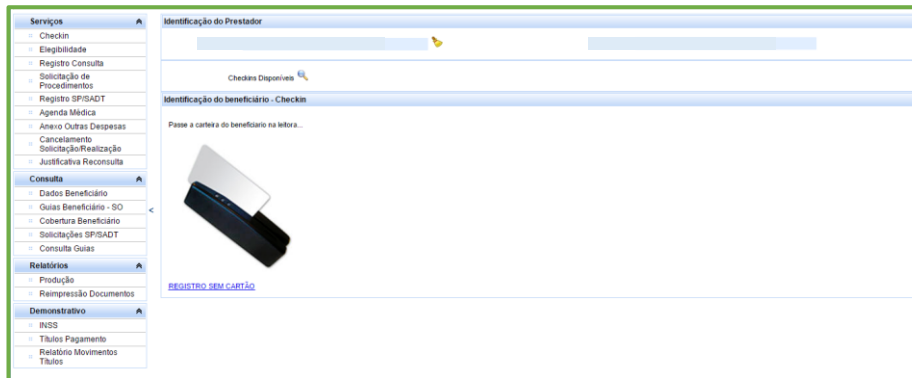 Serviços
Checkin
Elegibilidade
Registro Consulta
Solicitação de
Procedimentos
Registro SP/SADT
Agenda Médica
Anexo Outras Despesas
Cancelamento
Solicitação/Realização
Justificativa Reconsulta
Consulta
Dados Beneficiário
Guias Beneficiário - SO
Cobertura Beneficiário
Solicitações SP/SADT
Consulta Guias
Relatórios
Produção
Reimpressão Documentos
Demonstrativo
INSS
Títulos Pagamento
Relatório Movimentos
Títulos
<
Identificação do Prestador
Checkins Disponíveis
Identificação do beneficiário - Checkin
Passe a carteira do beneficiario na leitora...
REGISTRO SEM CARTÃO